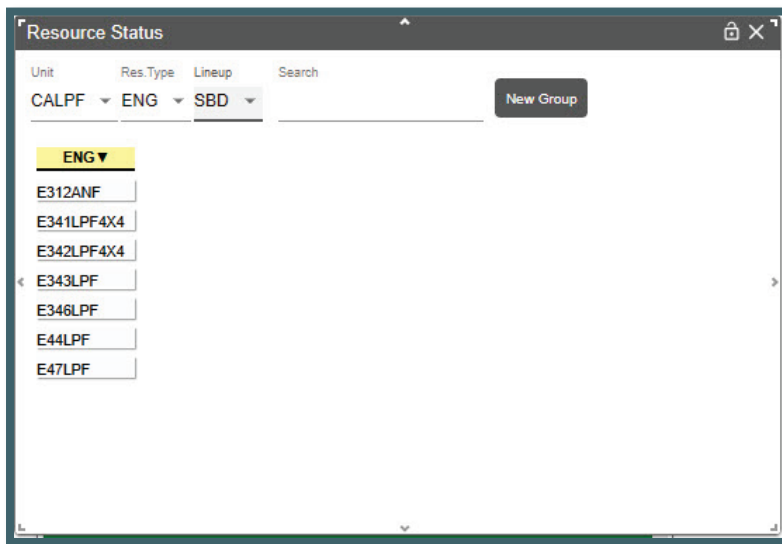 Resource Status
Unit Res.Type Lineup Search
CALPF ENG SBD New Group
ENG▼
E312ANF
E341LPF4X4
E342LPF4X4
E343LPF
E346LPF
E44LPF
E47LPF